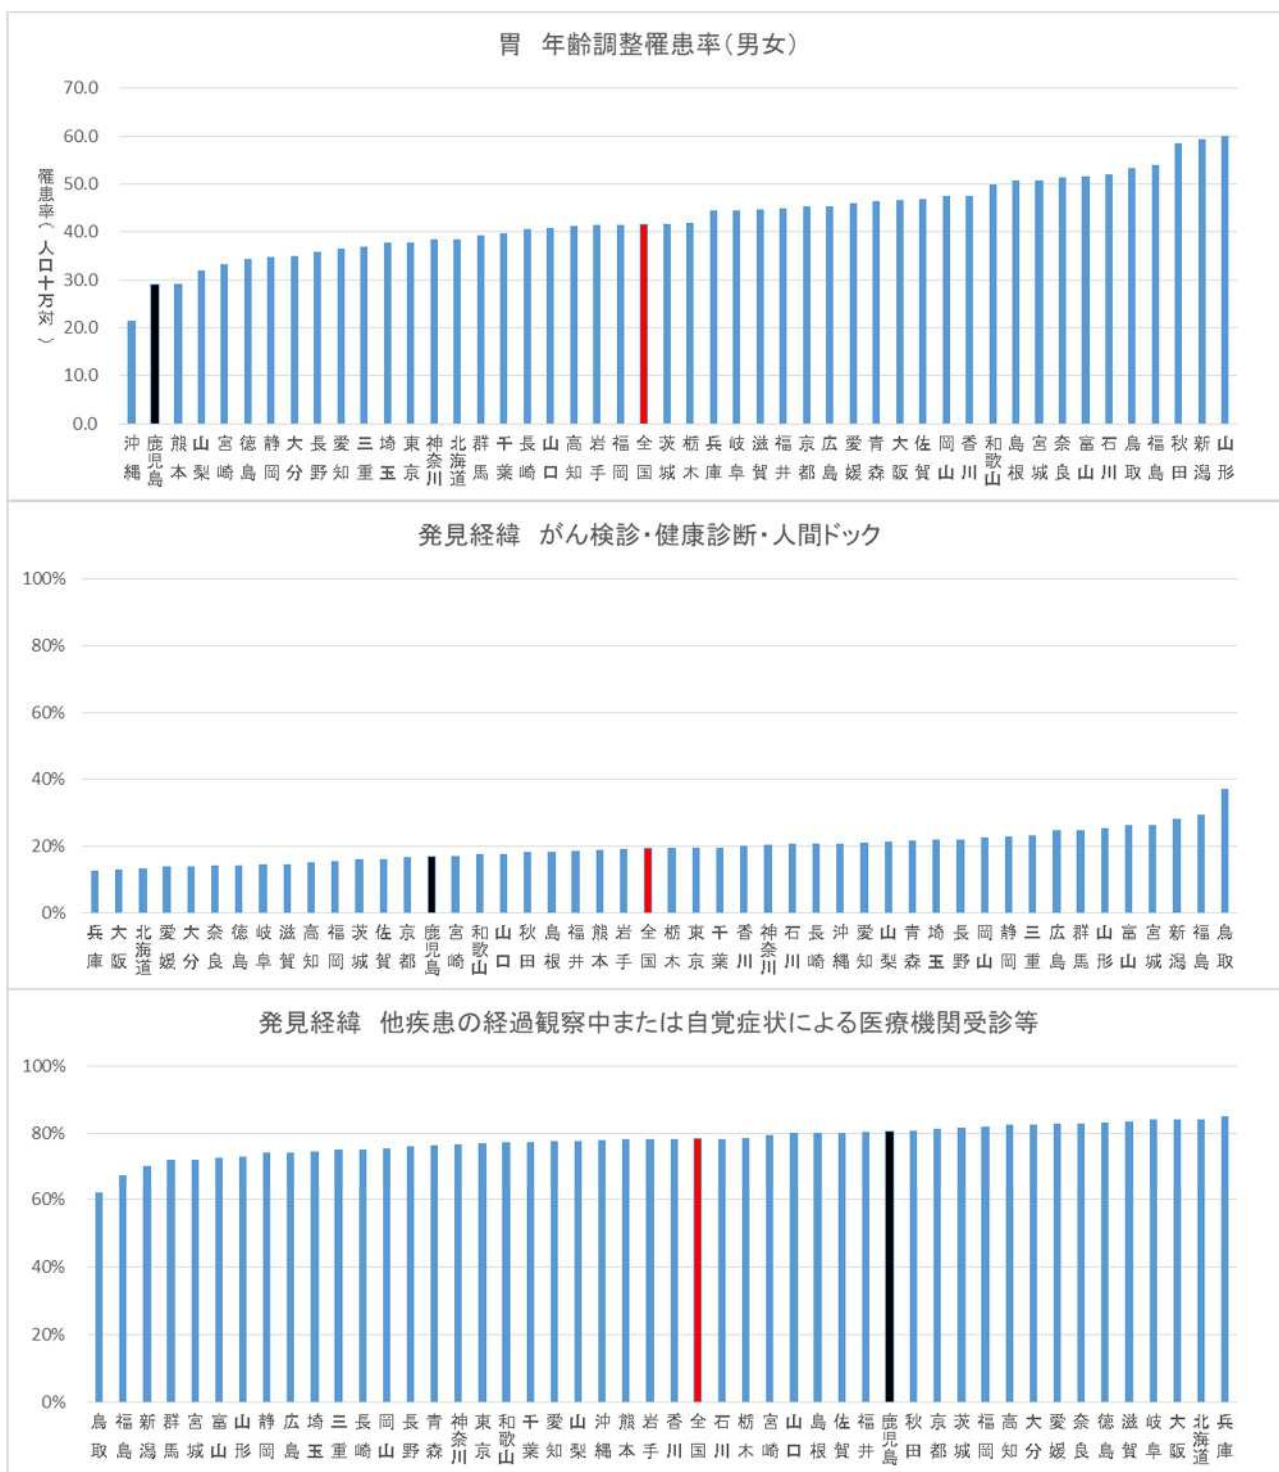 胃　年齢調整罹患率（男女）
罹患率（人口十万対）
70.0
60.0
50.0
40.0
30.0
20.0
10.0
0.0
沖縄 鹿児島 熊本 山梨 宮崎 徳島 静岡 大分 長野 愛知 三重 埼玉 東京 神奈川 北海道 群馬 千葉 長崎 山口 高知 岩手 福岡 全国 茨城 栃木 兵庫 岐阜 滋賀 福井 京都 広島 愛媛 青森 大阪 佐賀 岡山 香川 和歌山 島根 宮城 奈良 富山 石川 鳥取 福島 秋田 新潟 山形
発見経緯　がん検診・健康診断・人間ドック
100%
80%
60%
40%
20%
0%
兵庫 大阪 北海道 愛媛 大分 奈良 徳島 岐阜 滋賀 高知 福岡 茨城 佐賀 京都 鹿児島 宮崎 和歌山 山口 秋田 島根 福井 熊本 岩手 全国 栃木 東京 千葉 香川 神奈川 石川 長崎 沖縄 愛知 山梨 青森 埼玉 長野 岡山 静岡 三重 広島 群馬 山形 富山 宮城 新潟 福島 鳥取
発見経緯　他疾患の経過観察中または自覚症状による医療機関受診等
100%
80%
60%
40%
20%
0%
鳥取 福島 新潟 群馬 宮城 富山 山形 静岡 広島 埼玉 三重 長崎 岡山 長野 青森 神奈川 東京 和歌山 千葉 愛知 山梨 沖縄 熊本 岩手 香川 全国 石川 栃木 宮崎 山口 島根 佐賀 福井 鹿児島 秋田 京都 茨城 福岡 高知 大分 愛媛 奈良 徳島 滋賀 岐阜 大阪 北海道 兵庫